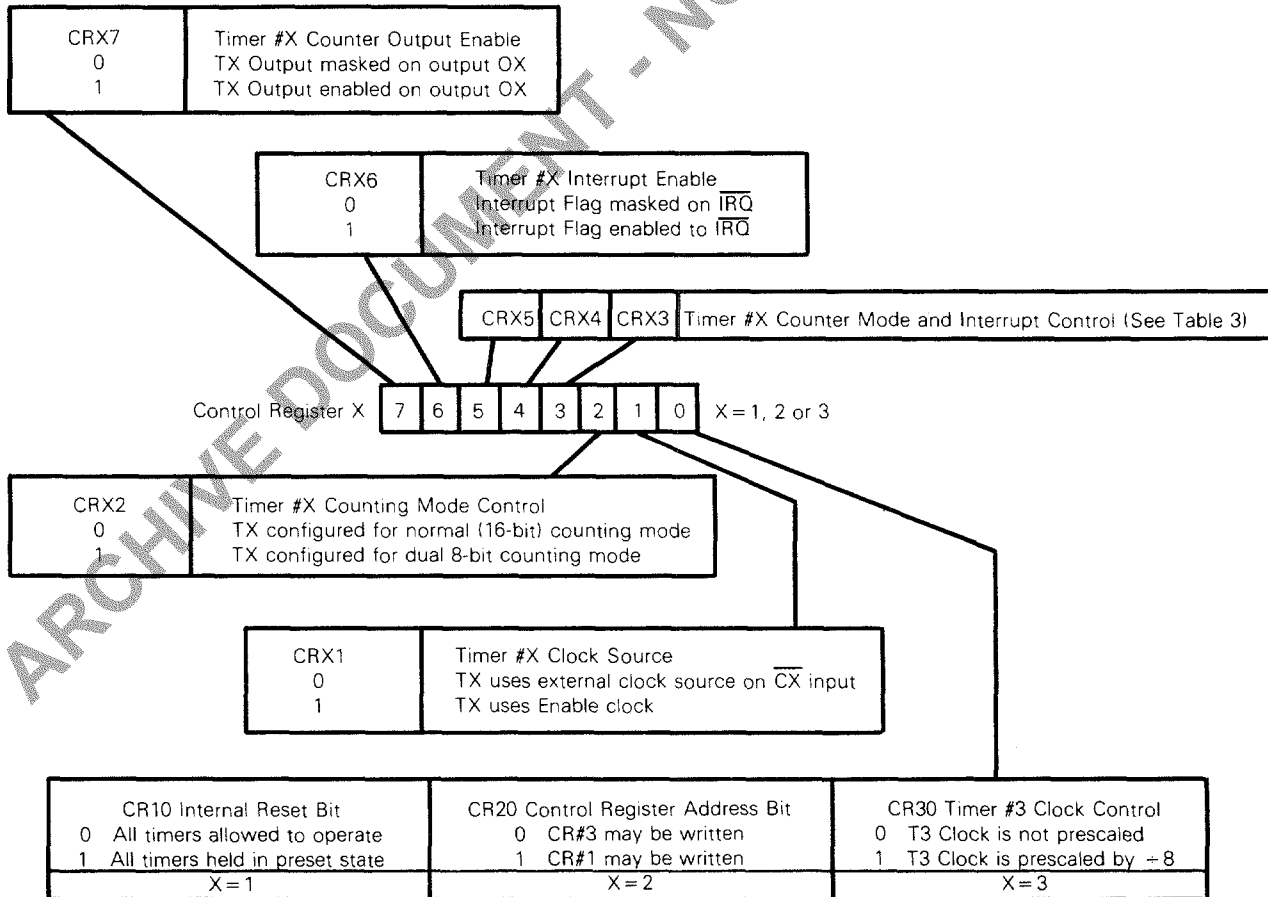 CRX7 Timer #X Counter Output Enable
0 TX Output masked on output OX
1 TX Output enabled on output OX
CRX6 Timer #X Interrupt Enable
0 Interrupt Flag masked on I̅R̅Q̅
1 Interrupt Flag enabled to I̅R̅Q̅
CRX5 CRX4 CRX3 Timer #X Counter Mode and Interrupt Control (See Table 3)
Control Register X 7 6 5 4 3 2 1 0 X = 1, 2 or 3
CRX2 Timer #X Counting Mode Control
0 TX configured for normal (16-bit) counting mode
1 TX configured for dual 8-bit counting mode
CRX1 Timer #X Clock Source
0 TX uses external clock source on C̅X̅ input
1 TX uses Enable clock
CR10 Internal Reset Bit
0 All timers allowed to operate
1 All timers held in preset state
X = 1
CR20 Control Register Address Bit
0 CR#3 may be written
1 CR#1 may be written
X = 2
CR30 Timer #3 Clock Control
0 T3 Clock is not prescaled
1 T3 Clock is prescaled by ÷8
X = 3
ARCHIVE DOCUMENT - NO